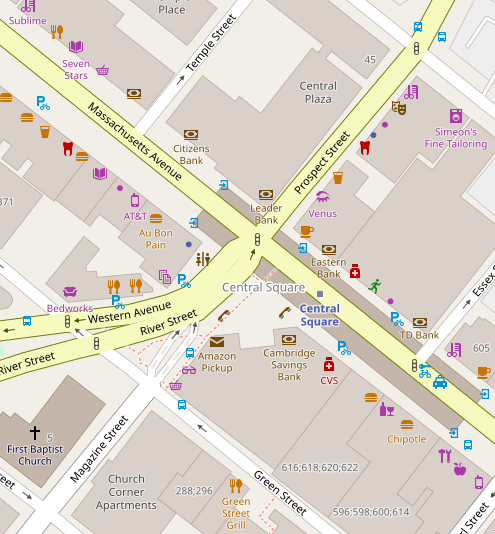 Sublime
Place
Temple Street
Seven
Stars
45
Central
Plaza
Simeon's
Fine Tailoring
Massachusetts Avenue
Citizens
Bank
Prospect Street
371
AT&T
Leader
Bank
Venus
Au Bon
Pain
Eastern
Bank
Essex S
Central Square
Bedworks
Western Avenue
River Street
Central
Square
TD Bank
605
River Street
Amazon
Pickup
Cambridge
Savings
Bank
CVS
5
First Baptist
Church
Magazine Street
Chipotle
616;618;620;622
Church
Corner
Apartments
288;296
Green Street
Green
Street
Grill
596;598;600;614
eet
rl Street